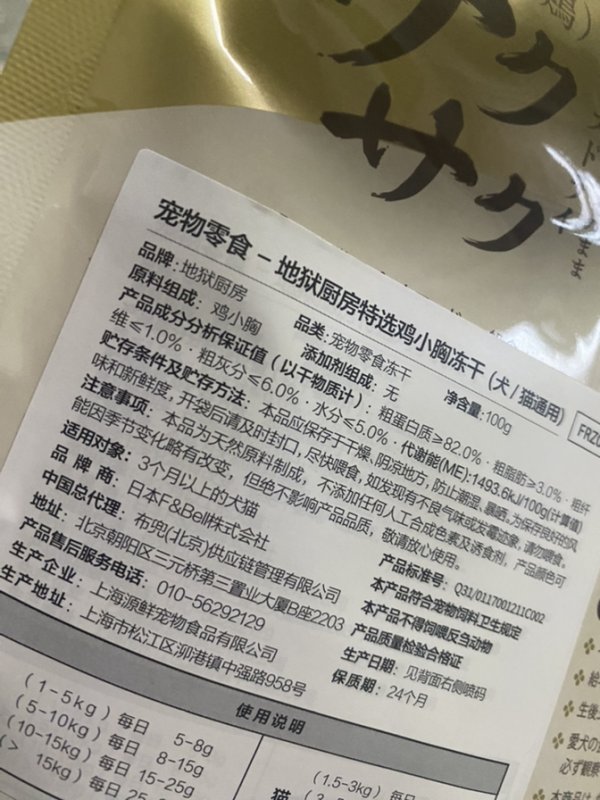 サク
サク
宠物零食 - 地狱厨房特选鸡小胸冻干 (犬/猫通用)
品牌:地狱厨房 品类:宠物零食冻干 净含量:100g
原料组成: 鸡小胸 添加剂组成: 无
产品成分分析保证值(以干物质计): 粗蛋白质≥82.0% · 粗脂肪≥3.0% · 粗纤
维≤1.0% · 粗灰分≤6.0% · 水分≤5.0% · 代谢能(ME):1493.6kJ/100g(计算值)
贮存条件及贮存方法: 本品应保存于干燥、阴凉地方, 防止潮湿、暴晒。为保存良好的风
味和新鲜度, 开袋后请及时封口, 尽快喂食, 如发现有不良气味或发霉迹象, 请勿喂食。
注意事项: 本品为天然原料制成, 不添加任何人工合成色素及诱食剂, 产品颜色可
能因季节变化略有改变, 但绝不影响产品品质, 敬请放心使用。
适用对象: 3个月以上的犬猫
品 牌 商: 日本F&Bell株式会社
中国总代理: 布兜(北京)供应链管理有限公司
地址: 北京朝阳区三元桥第三置业大厦B座2203
产品售后服务电话: 010-56292129
生产企业: 上海源鲜宠物食品有限公司
生产地址: 上海市松江区泖港镇中强路958号
产品标准号: Q31/0117001211C002
本产品符合宠物饲料卫生规定
本产品不得饲喂反刍动物
产品质量检验合格证
生产日期: 见背面右侧喷码
保质期: 24个月
使用说明
(1-5kg) 每日 5-8g
(5-10kg) 每日 8-15g
(10-15kg) 每日 15-25g
(> 15kg) 每日
猫
(1.5-3kg) 每日